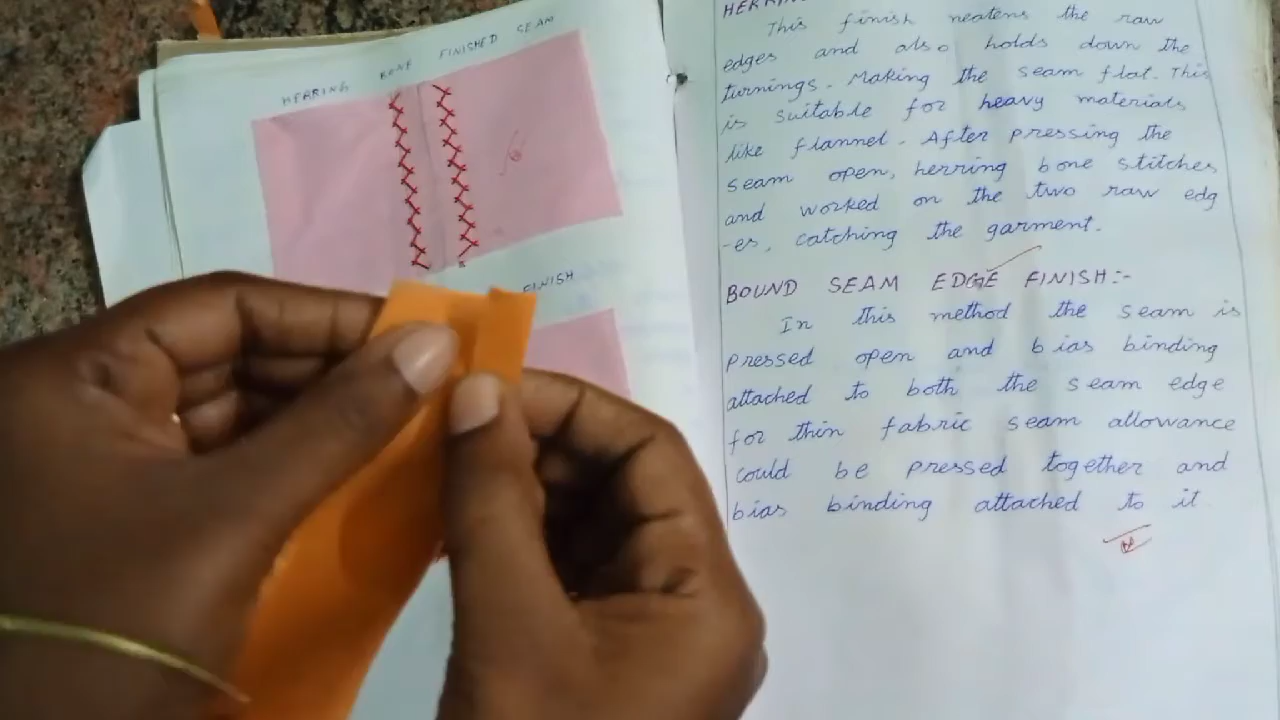 HEARING BONE FINISHED SEAM
FINISH
This finish neatens the raw
edges and also holds down the
turnings. Making the seam flat. This
is suitable for heavy materials
like flannel. After pressing the
seam open, herring bone stitches
and worked on the two raw edg
-es, catching the garment.
BOUND SEAM EDGE FINISH:-
In this method the seam is
pressed open and bias binding
attached to both the seam edge
for thin fabric seam allowance
could be pressed together and
bias binding attached to it